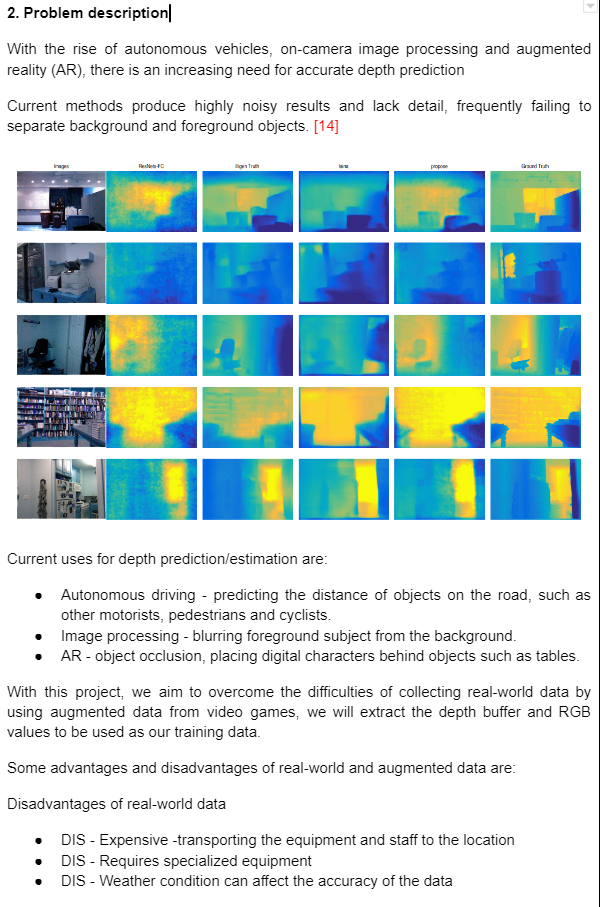 2. Problem description
With the rise of autonomous vehicles, on-camera image processing and augmented
reality (AR), there is an increasing need for accurate depth prediction
Current methods produce highly noisy results and lack detail, frequently failing to
separate background and foreground objects. [14]
Images ResNets-FC Eigen Truth laina propose Ground Truth
Current uses for depth prediction/estimation are:
● Autonomous driving - predicting the distance of objects on the road, such as
other motorists, pedestrians and cyclists.
● Image processing - blurring foreground subject from the background.
● AR - object occlusion, placing digital characters behind objects such as tables.
With this project, we aim to overcome the difficulties of collecting real-world data by
using augmented data from video games, we will extract the depth buffer and RGB
values to be used as our training data.
Some advantages and disadvantages of real-world and augmented data are:
Disadvantages of real-world data
● DIS - Expensive -transporting the equipment and staff to the location
● DIS - Requires specialized equipment
● DIS - Weather condition can affect the accuracy of the data